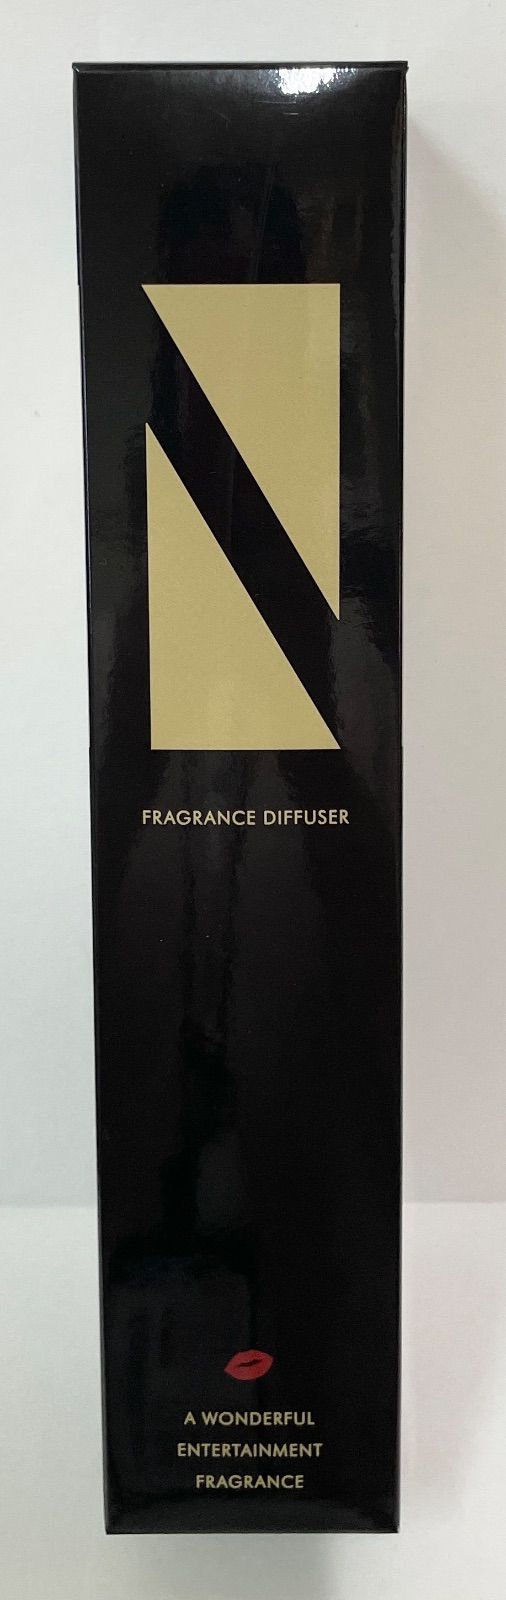 N
FRAGRANCE DIFFUSER
A WONDERFUL
ENTERTAINMENT
FRAGRANCE